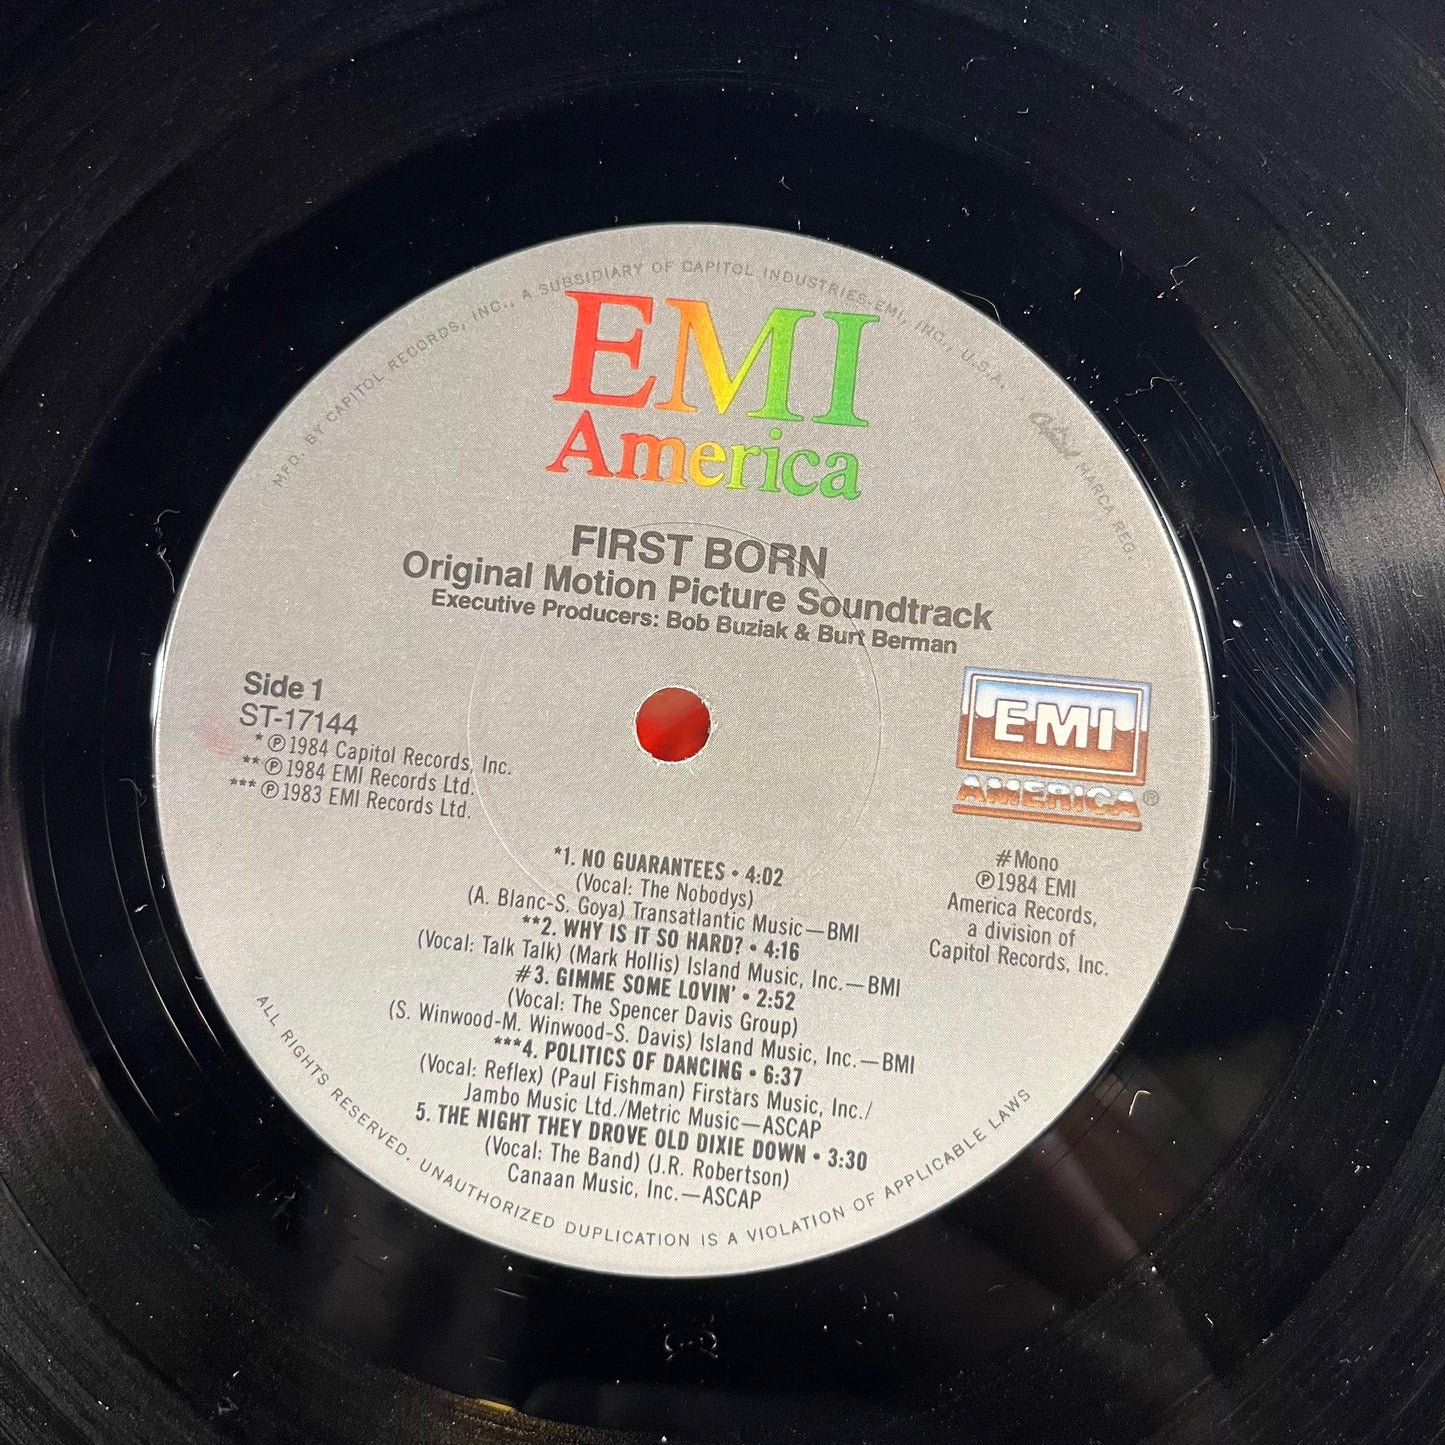 MFD. BY CAPITOL RECORDS, INC., A SUBSIDIARY OF CAPITOL INDUSTRIES-EMI, INC., U.S.A.
Capitol MARCA REG.
EMI
America
FIRST BORN
Original Motion Picture Soundtrack
Executive Producers: Bob Buziak & Burt Berman
Side 1
ST-17144
* ℗1984 Capitol Records, Inc.
** ℗1984 EMI Records Ltd.
*** ℗1983 EMI Records Ltd.
EMI
AMERICA®
#Mono
℗1984 EMI
America Records,
a division of
Capitol Records, Inc.
*1. NO GUARANTEES • 4:02
(Vocal: The Nobodys)
(A. Blanc-S. Goya) Transatlantic Music—BMI
**2. WHY IS IT SO HARD? • 4:16
(Vocal: Talk Talk) (Mark Hollis) Island Music, Inc.—BMI
#3. GIMME SOME LOVIN' • 2:52
(Vocal: The Spencer Davis Group)
(S. Winwood-M. Winwood-S. Davis) Island Music, Inc.—BMI
***4. POLITICS OF DANCING • 6:37
(Vocal: Reflex) (Paul Fishman) Firstars Music, Inc./
Jambo Music Ltd./Metric Music—ASCAP
5. THE NIGHT THEY DROVE OLD DIXIE DOWN • 3:30
(Vocal: The Band) (J.R. Robertson)
Canaan Music, Inc.—ASCAP
ALL RIGHTS RESERVED. UNAUTHORIZED DUPLICATION IS A VIOLATION OF APPLICABLE LAWS